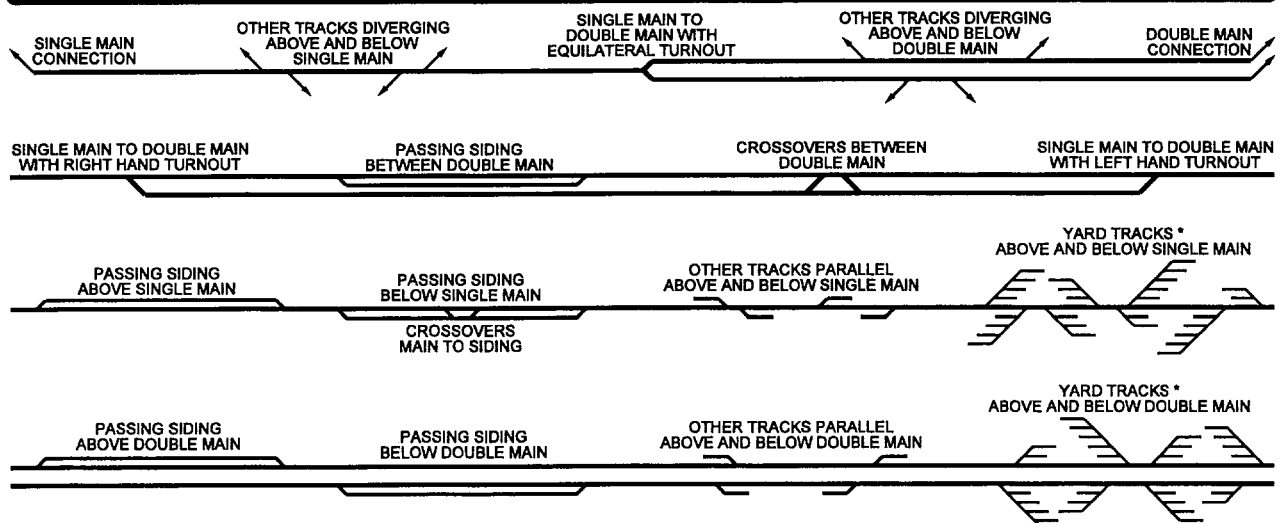 SINGLE MAIN
CONNECTION
OTHER TRACKS DIVERGING
ABOVE AND BELOW
SINGLE MAIN
SINGLE MAIN TO
DOUBLE MAIN WITH
EQUILATERAL TURNOUT
OTHER TRACKS DIVERGING
ABOVE AND BELOW
DOUBLE MAIN
DOUBLE MAIN
CONNECTION
SINGLE MAIN TO DOUBLE MAIN
WITH RIGHT HAND TURNOUT
PASSING SIDING
BETWEEN DOUBLE MAIN
CROSSOVERS BETWEEN
DOUBLE MAIN
SINGLE MAIN TO DOUBLE MAIN
WITH LEFT HAND TURNOUT
PASSING SIDING
ABOVE SINGLE MAIN
PASSING SIDING
BELOW SINGLE MAIN
CROSSOVERS
MAIN TO SIDING
OTHER TRACKS PARALLEL
ABOVE AND BELOW SINGLE MAIN
YARD TRACKS *
ABOVE AND BELOW SINGLE MAIN
PASSING SIDING
ABOVE DOUBLE MAIN
PASSING SIDING
BELOW DOUBLE MAIN
OTHER TRACKS PARALLEL
ABOVE AND BELOW DOUBLE MAIN
YARD TRACKS *
ABOVE AND BELOW DOUBLE MAIN